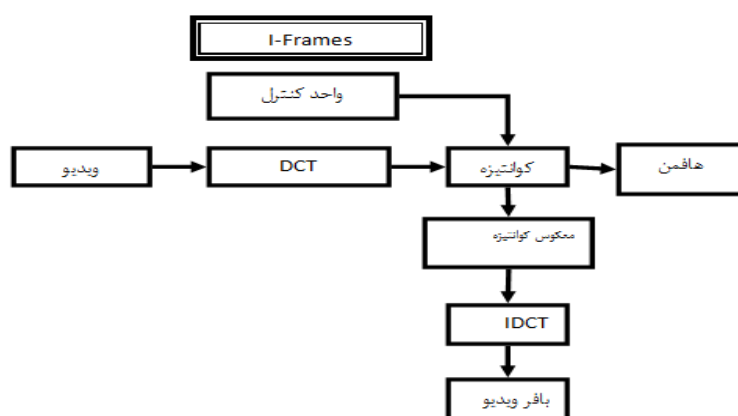 I-Frames
واحد کنترل
ویدیو
DCT
کوانتیزه
هافمن
معکوس کوانتیزه
IDCT
بافر ویدیو